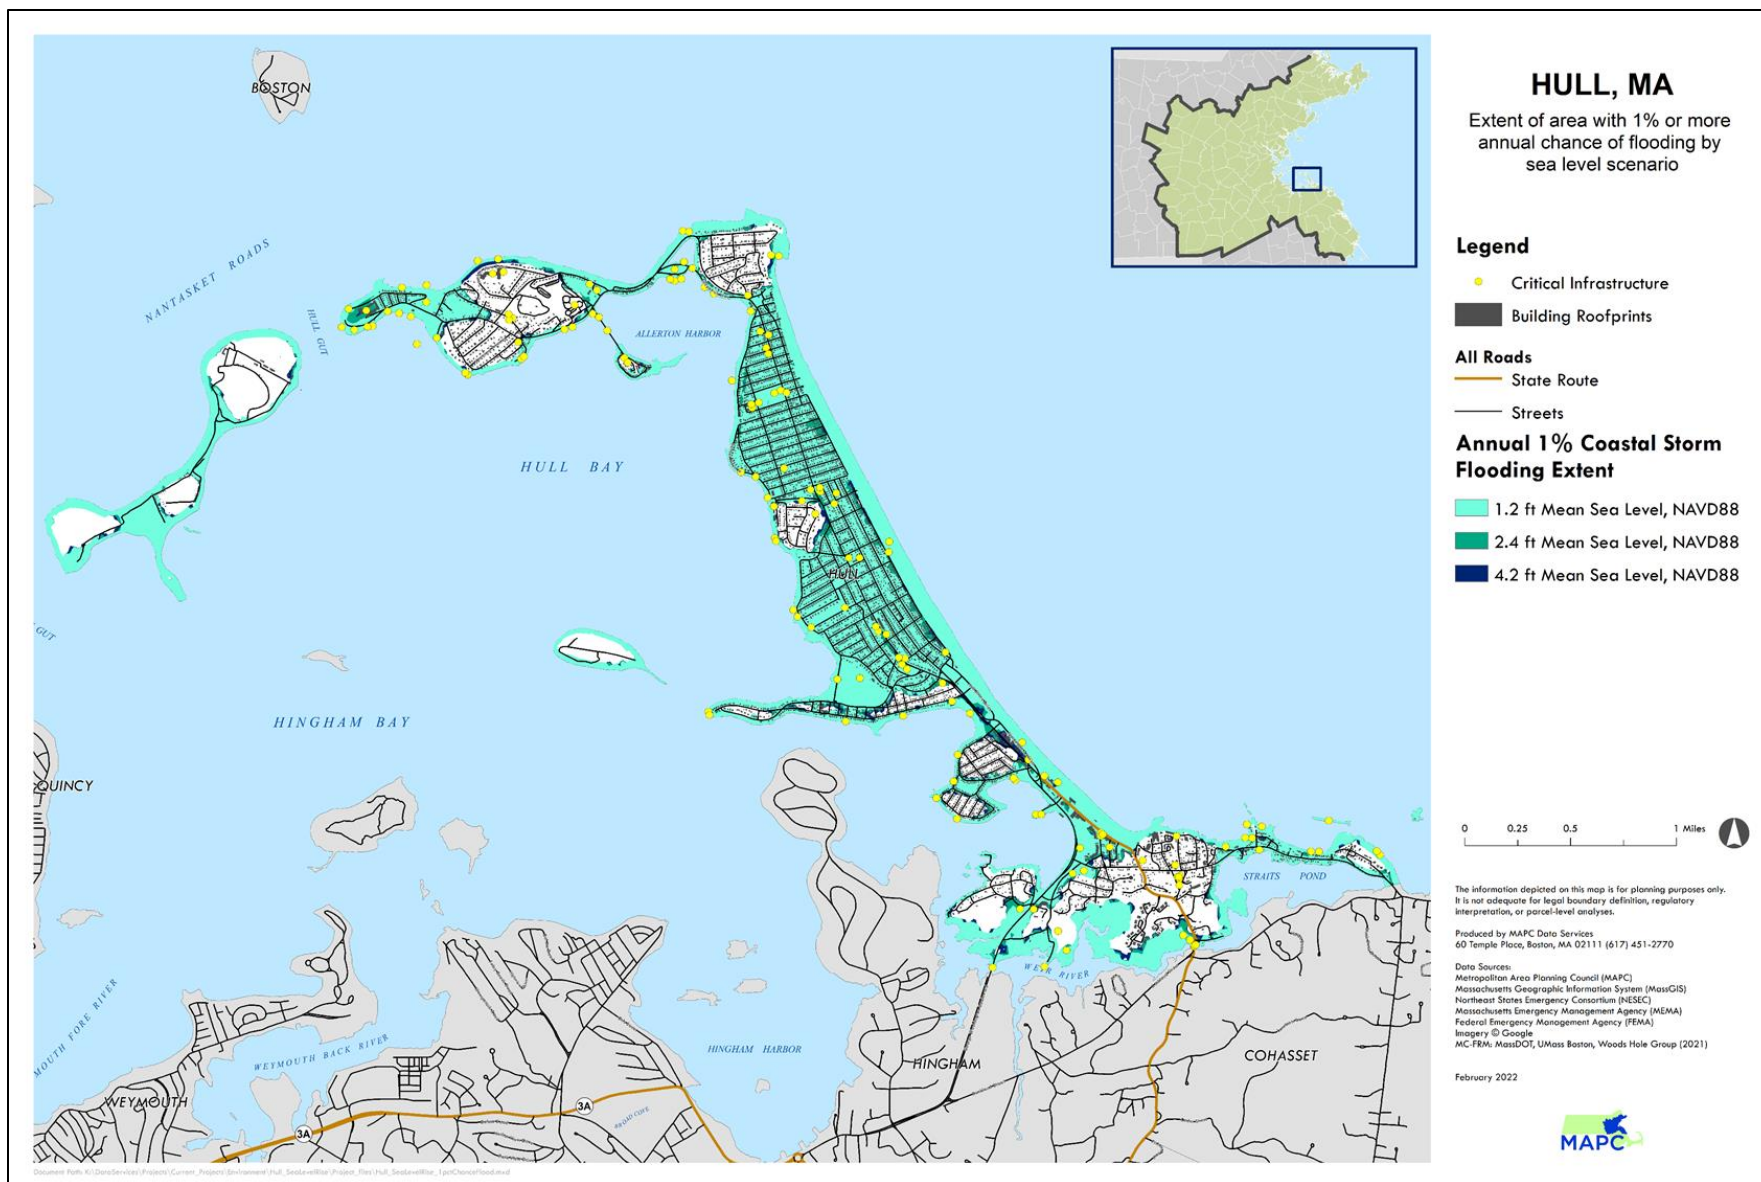 HULL, MA
Extent of area with 1% or more
annual chance of flooding by
sea level scenario
Legend
Critical Infrastructure
Building Roofprints
All Roads
State Route
Streets
Annual 1% Coastal Storm
Flooding Extent
1.2 ft Mean Sea Level, NAVD88
2.4 ft Mean Sea Level, NAVD88
4.2 ft Mean Sea Level, NAVD88
0 0.25 0.5 1 Miles
The information depicted on this map is for planning purposes only.
It is not adequate for legal boundary definition, regulatory
interpretation, or parcel-level analyses.
Produced by MAPC Data Services
60 Temple Place, Boston, MA 02111 (617) 451-2770
Data Sources:
Metropolitan Area Planning Council (MAPC)
Massachusetts Geographic Information System (MassGIS)
Northeast States Emergency Consortium (NESEC)
Massachusetts Emergency Management Agency (MEMA)
Federal Emergency Management Agency (FEMA)
Imagery © Google
MC-FRM: MassDOT, UMass Boston, Woods Hole Group (2021)
February 2022
MAPC
BOSTON
NANTASKET ROADS
HULL GUT
ALLERTON HARBOR
HULL BAY
HULL
GUT
HINGHAM BAY
QUINCY
STRAITS POND
WEIR RIVER
MOUTH FORE RIVER
WEYMOUTH BACK RIVER
HINGHAM HARBOR
HINGHAM
COHASSET
WEYMOUTH
3A
3A
BROAD COVE